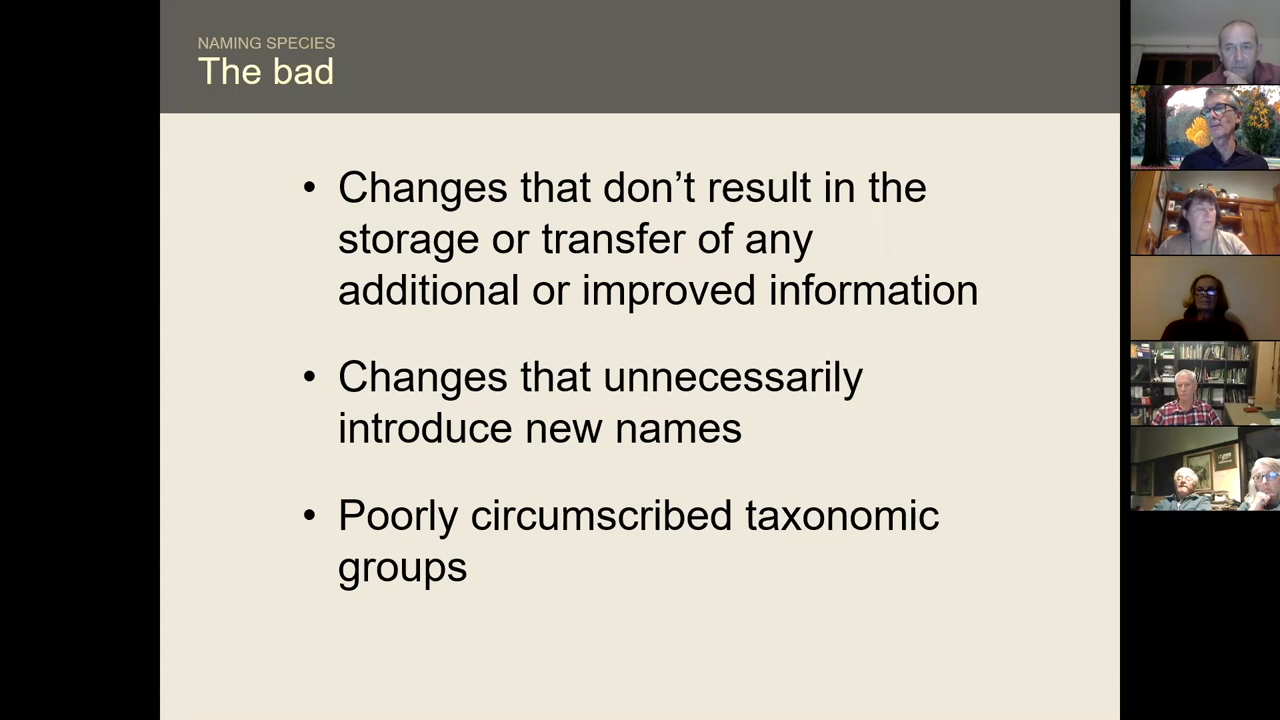 NAMING SPECIES
The bad
• Changes that don’t result in the
storage or transfer of any
additional or improved information
• Changes that unnecessarily
introduce new names
• Poorly circumscribed taxonomic
groups